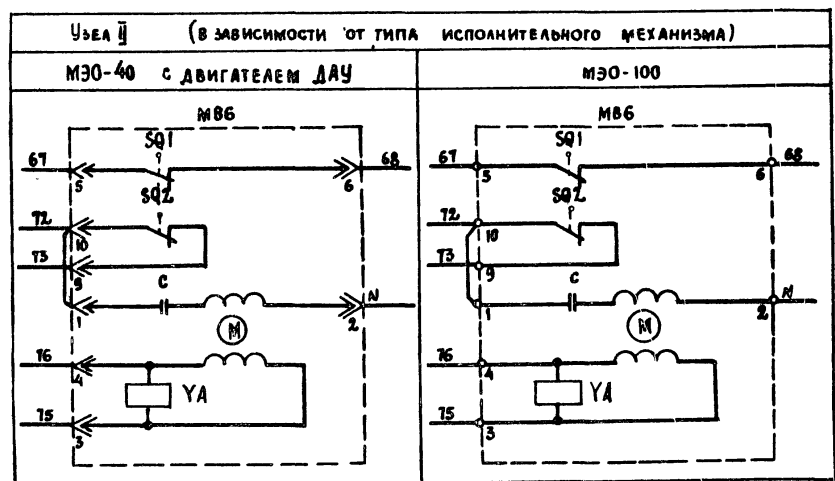 Узел II (в зависимости от типа исполнительного механизма)
МЭО-40 с двигателем ДАУ
МЭО-100
МВ6
SQ1
67
5
6
68
SQ2
72
10
73
9
C
1
2
N
М
76
4
YA
75
3
МВ6
SQ1
67
5
6
68
SQ2
72
10
73
9
C
1
2
N
М
76
4
YA
75
3